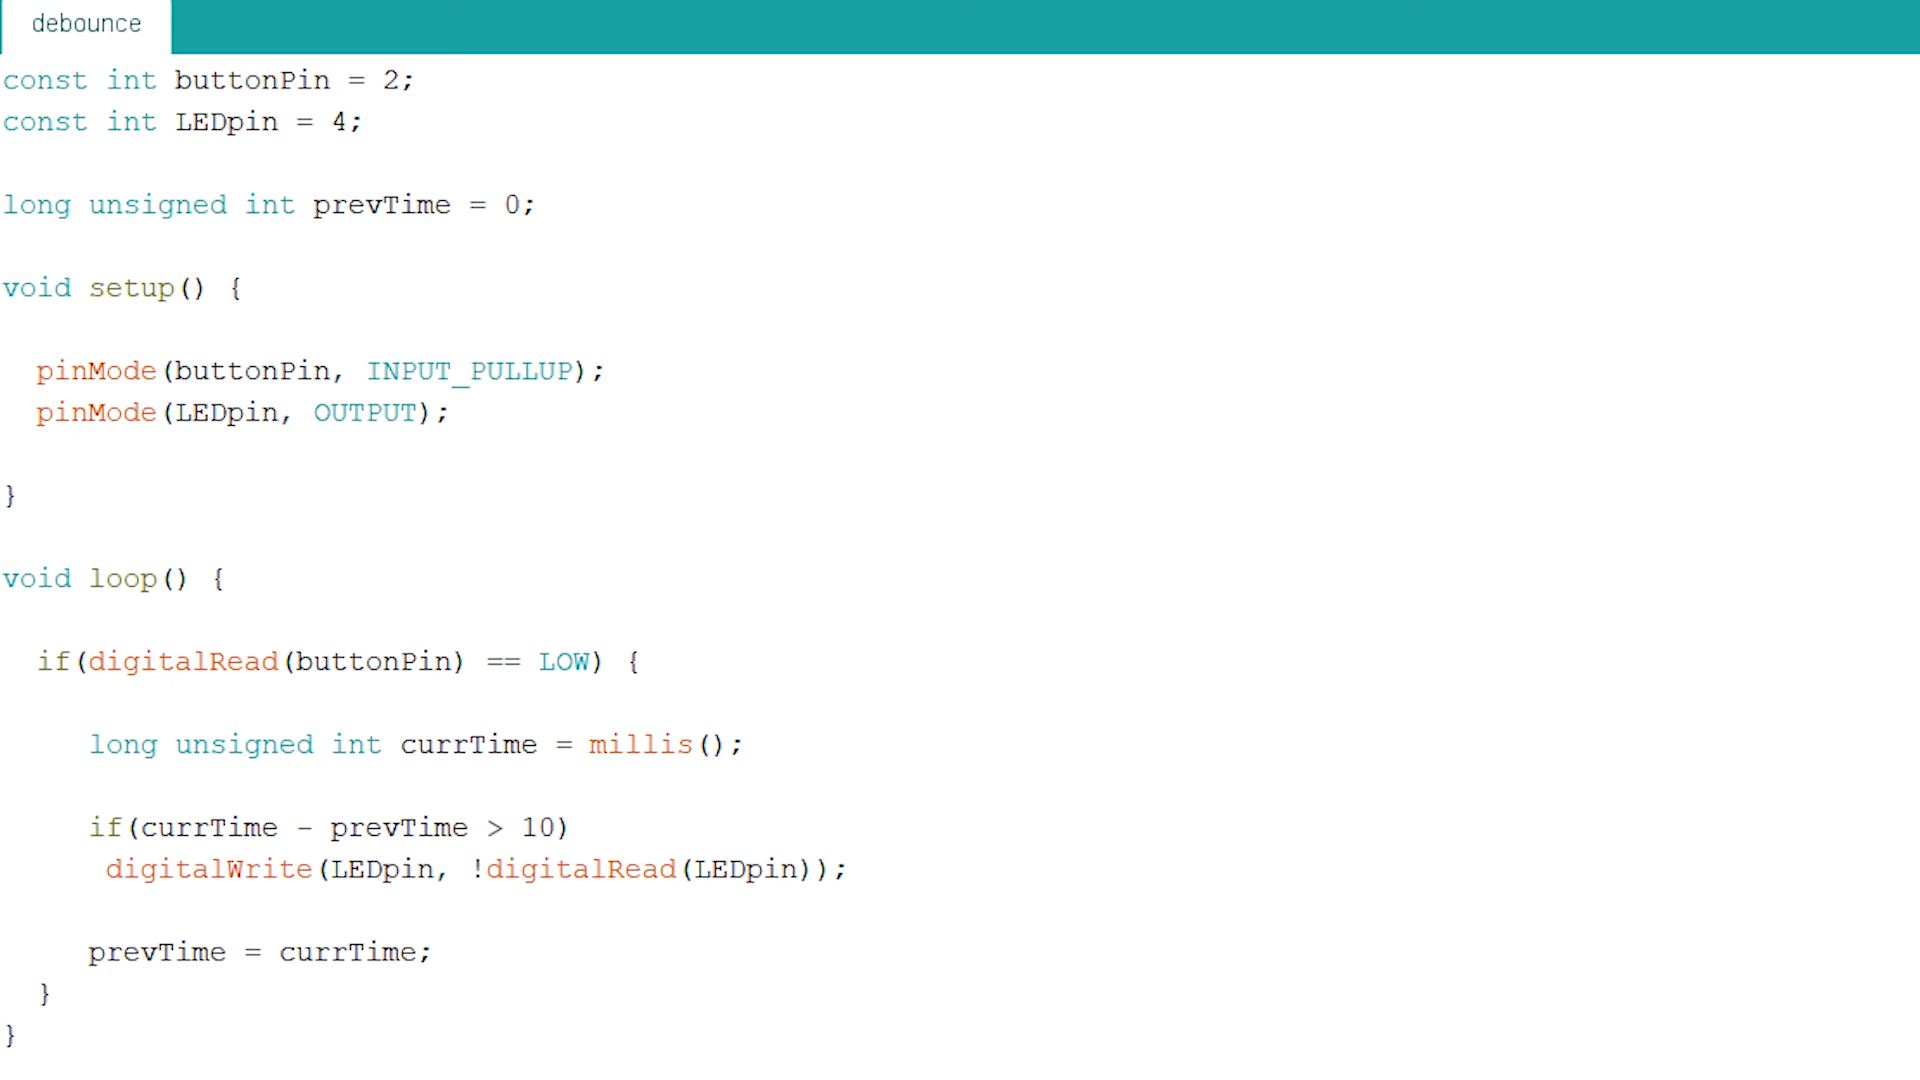 debounce
const int buttonPin = 2;
const int LEDpin = 4;
long unsigned int prevTime = 0;
void setup() {
pinMode(buttonPin, INPUT_PULLUP);
pinMode(LEDpin, OUTPUT);
}
void loop() {
if(digitalRead(buttonPin) == LOW) {
long unsigned int currTime = millis();
if(currTime - prevTime > 10)
digitalWrite(LEDpin, !digitalRead(LEDpin));
prevTime = currTime;
}
}